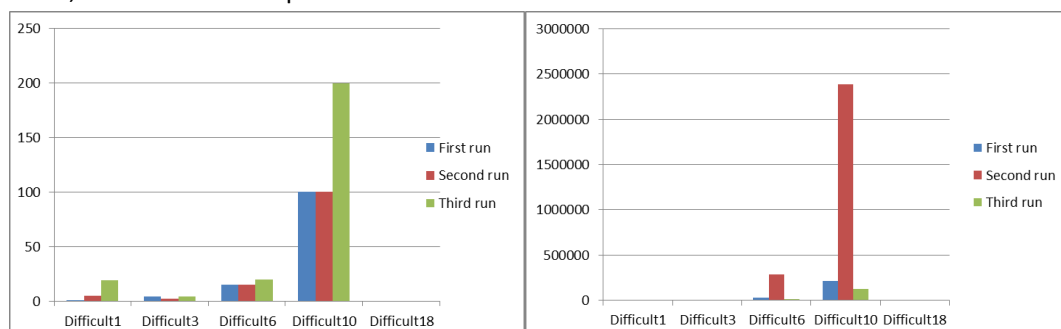 250
200
150
100
50
0
Difficult1 Difficult3 Difficult6 Difficult10 Difficult18
First run
Second run
Third run
3000000
2500000
2000000
1500000
1000000
500000
0
Difficult1 Difficult3 Difficult6 Difficult10 Difficult18
First run
Second run
Third run